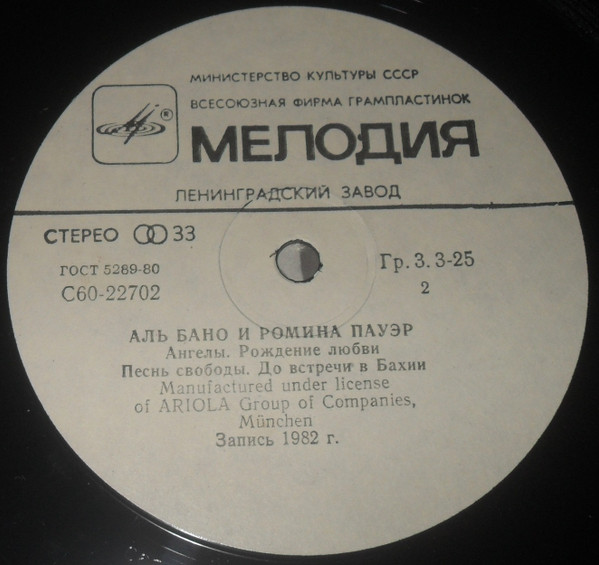 МИНИСТЕРСТВО КУЛЬТУРЫ СССР
ВСЕСОЮЗНАЯ ФИРМА ГРАМПЛАСТИНОК
®
МЕЛОДИЯ
ЛЕНИНГРАДСКИЙ ЗАВОД
СТЕРЕО 33
ГОСТ 5289-80
С60-22702
Гр. 3. 3-25
2
АЛЬ БАНО И РОМИНА ПАУЭР
Ангелы. Рождение любви
Песнь свободы. До встречи в Бахии
Manufactured under license
of ARIOLA Group of Companies,
München
Запись 1982 г.